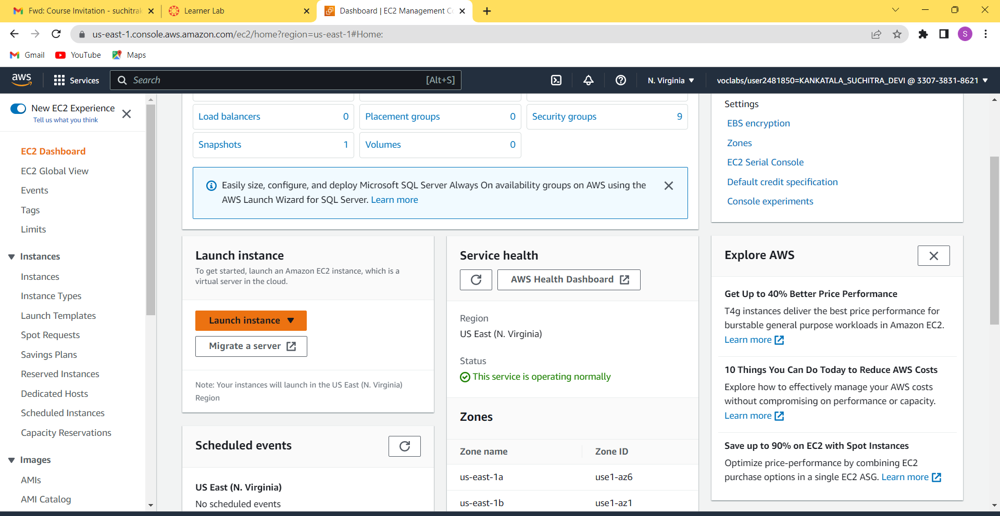 Fwd: Course Invitation - suchitrak
Learner Lab
Dashboard | EC2 Management Co
us-east-1.console.aws.amazon.com/ec2/home?region=us-east-1#Home:
S
Gmail
YouTube
Maps
aws
Services
Search
[Alt+S]
N. Virginia
voclabs/user2481850=KANKATALA_SUCHITRA_DEVI @ 3307-3831-8621
New EC2 Experience
Tell us what you think
EC2 Dashboard
EC2 Global View
Events
Tags
Limits
Instances
Instances
Instance Types
Launch Templates
Spot Requests
Savings Plans
Reserved Instances
Dedicated Hosts
Scheduled Instances
Capacity Reservations
Images
AMIs
AMI Catalog
Load balancers 0
Placement groups 0
Security groups 9
Snapshots 1
Volumes 0
Easily size, configure, and deploy Microsoft SQL Server Always On availability groups on AWS using the
AWS Launch Wizard for SQL Server. Learn more
Launch instance
To get started, launch an Amazon EC2 instance, which is a
virtual server in the cloud.
Launch instance
Migrate a server
Note: Your instances will launch in the US East (N. Virginia)
Region
Scheduled events
US East (N. Virginia)
No scheduled events
Service health
AWS Health Dashboard
Region
US East (N. Virginia)
Status
This service is operating normally
Zones
Zone name Zone ID
us-east-1a use1-az6
us-east-1b use1-az1
Settings
EBS encryption
Zones
EC2 Serial Console
Default credit specification
Console experiments
Explore AWS
Get Up to 40% Better Price Performance
T4g instances deliver the best price performance for
burstable general purpose workloads in Amazon EC2.
Learn more
10 Things You Can Do Today to Reduce AWS Costs
Explore how to effectively manage your AWS costs
without compromising on performance or capacity.
Learn more
Save up to 90% on EC2 with Spot Instances
Optimize price-performance by combining EC2
purchase options in a single EC2 ASG. Learn more